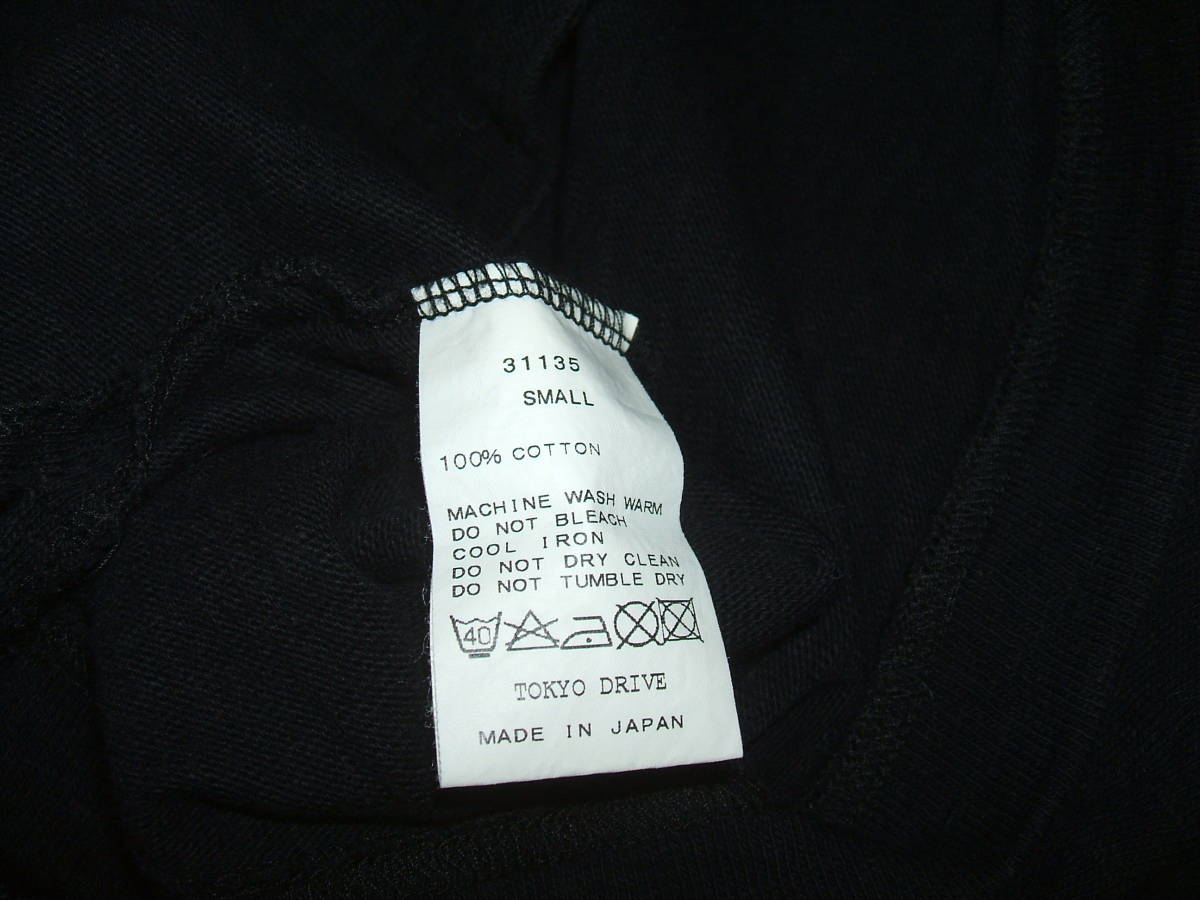 31135
SMALL
100% COTTON
MACHINE WASH WARM
DO NOT BLEACH
COOL IRON
DO NOT DRY CLEAN
DO NOT TUMBLE DRY
40
TOKYO DRIVE
MADE IN JAPAN